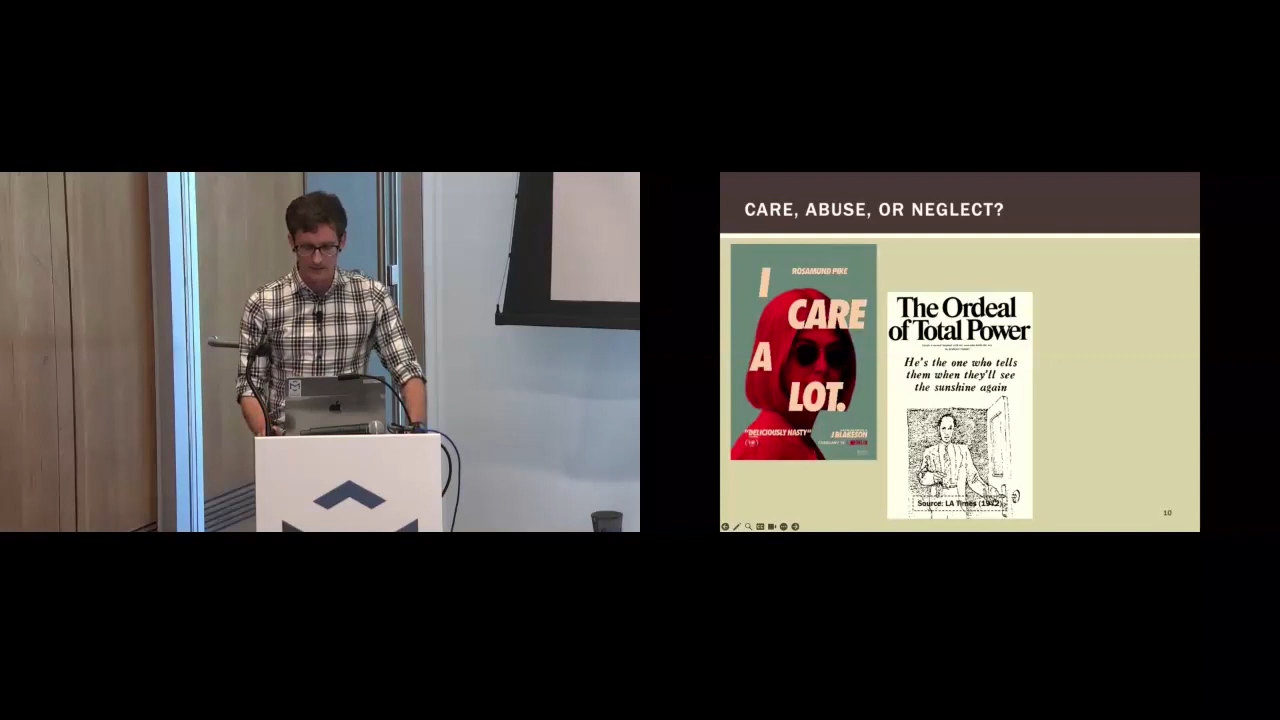 CARE, ABUSE, OR NEGLECT?
ROSAMUND PIKE
I
CARE
A
LOT.
"DELICIOUSLY NASTY"
J BLAKESON
The Ordeal
of Total Power
He's the one who tells
them when they'll see
the sunshine again
Source: LA Times (1972)
10